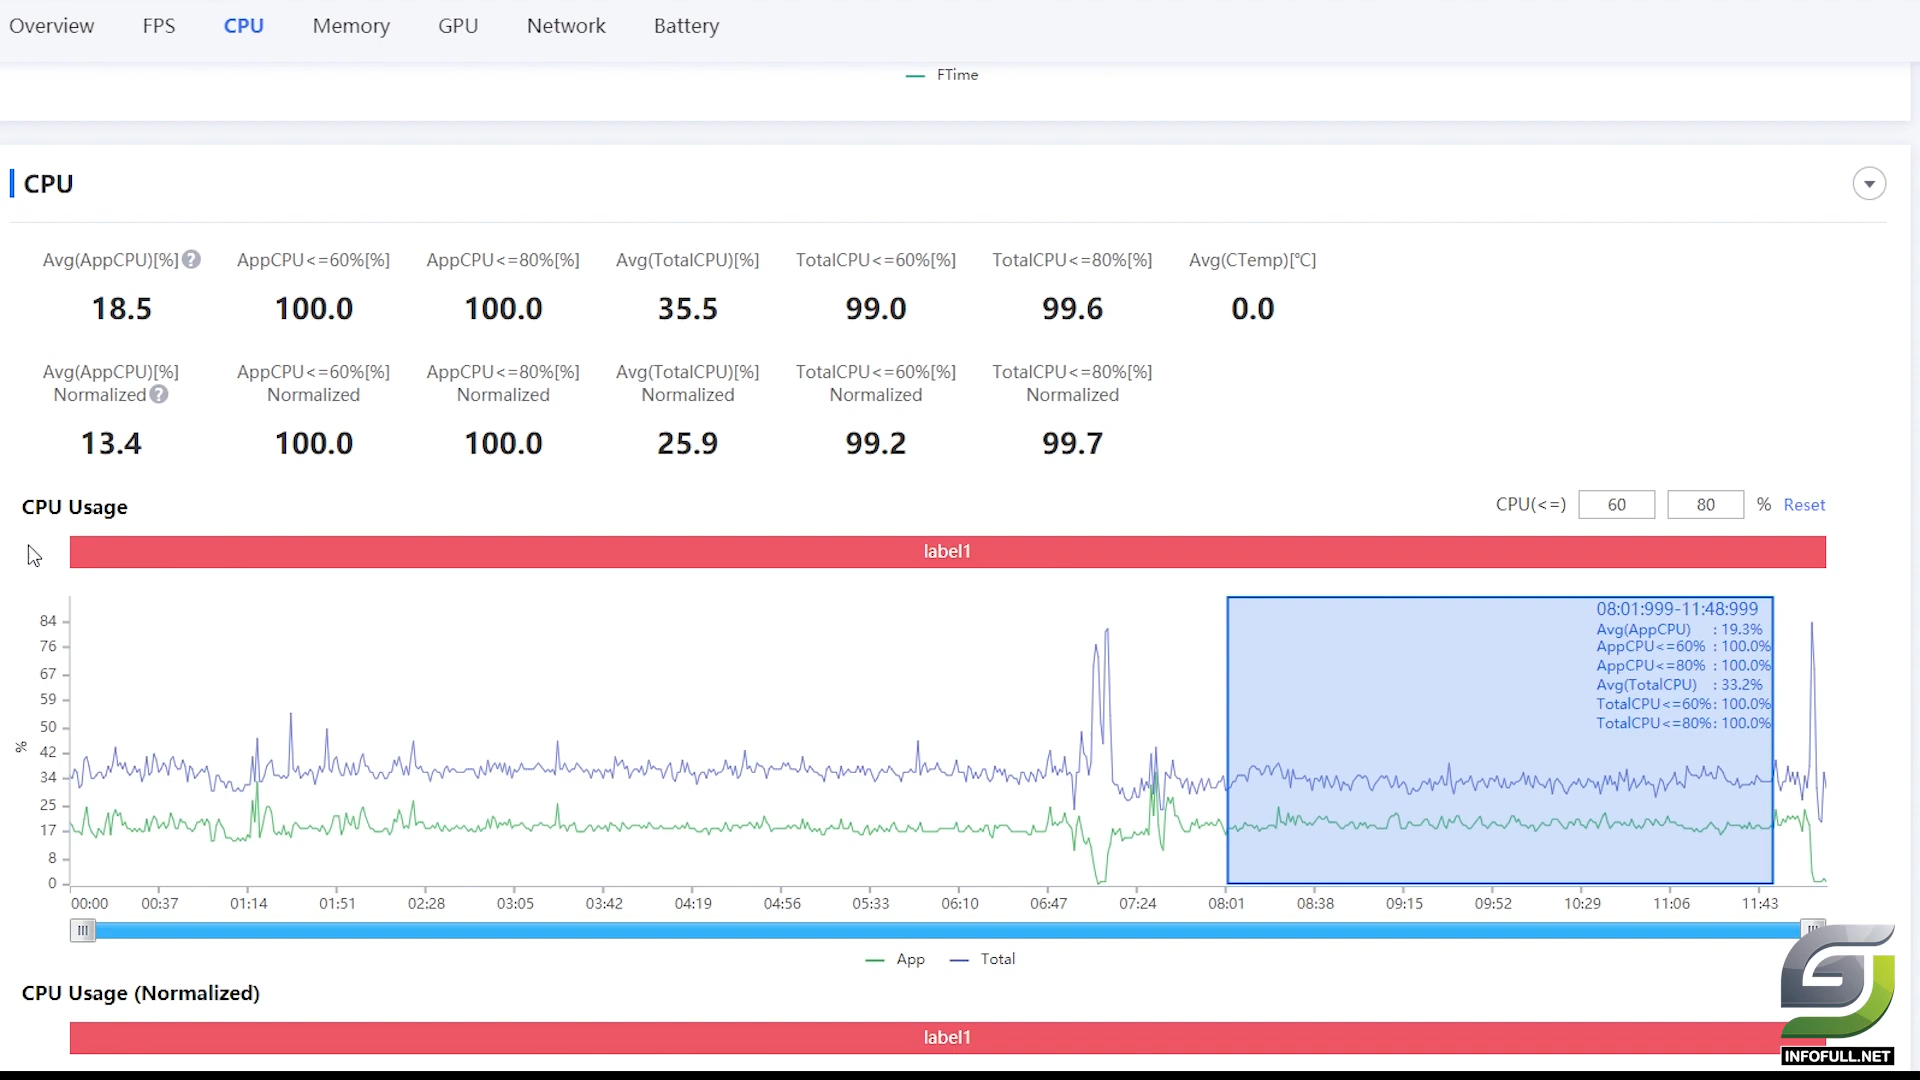 Overview FPS CPU Memory GPU Network Battery
FTime
CPU
Avg(AppCPU)[%] ? AppCPU<=60%[%] AppCPU<=80%[%] Avg(TotalCPU)[%] TotalCPU<=60%[%] TotalCPU<=80%[%] Avg(CTemp)[°C]
18.5 100.0 100.0 35.5 99.0 99.6 0.0
Avg(AppCPU)[%] AppCPU<=60%[%] AppCPU<=80%[%] Avg(TotalCPU)[%] TotalCPU<=60%[%] TotalCPU<=80%[%]
Normalized ? Normalized Normalized Normalized Normalized Normalized
13.4 100.0 100.0 25.9 99.2 99.7
CPU Usage CPU(<=) 60 80 % Reset
label1
08:01:999-11:48:999
Avg(AppCPU) : 19.3%
AppCPU<=60% : 100.0%
AppCPU<=80% : 100.0%
Avg(TotalCPU) : 33.2%
TotalCPU<=60%: 100.0%
TotalCPU<=80%: 100.0%
84
76
67
59
50
42
34
25
17
8
0
%
00:00 00:37 01:14 01:51 02:28 03:05 03:42 04:19 04:56 05:33 06:10 06:47 07:24 08:01 08:38 09:15 09:52 10:29 11:06 11:43
App Total
CPU Usage (Normalized)
label1
INFOFULL.NET